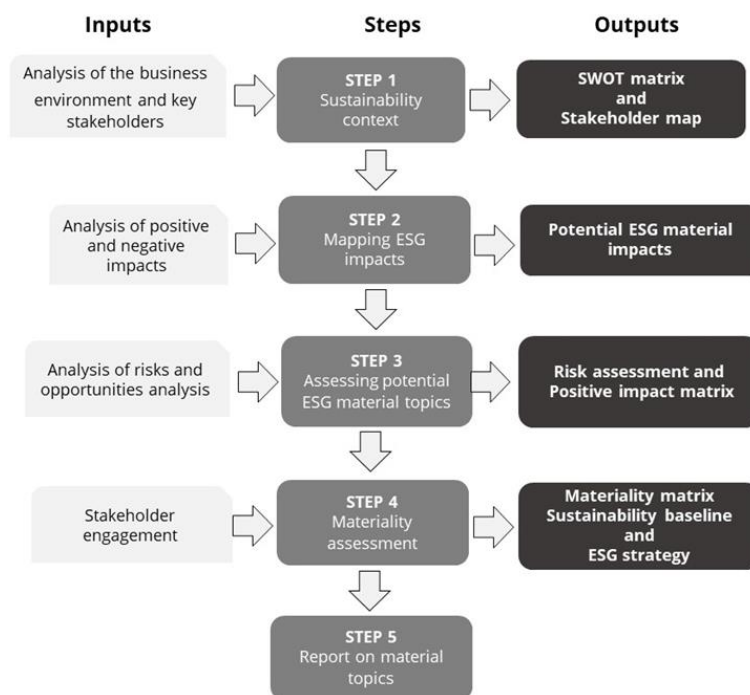 Inputs
Steps
Outputs
Analysis of the business
environment and key
stakeholders
STEP 1
Sustainability
context
SWOT matrix
and
Stakeholder map
Analysis of positive
and negative
impacts
STEP 2
Mapping ESG
impacts
Potential ESG material
impacts
Analysis of risks and
opportunities analysis
STEP 3
Assessing potential
ESG material topics
Risk assessment and
Positive impact matrix
Stakeholder
engagement
STEP 4
Materiality
assessment
Materiality matrix
Sustainability baseline
and
ESG strategy
STEP 5
Report on material
topics